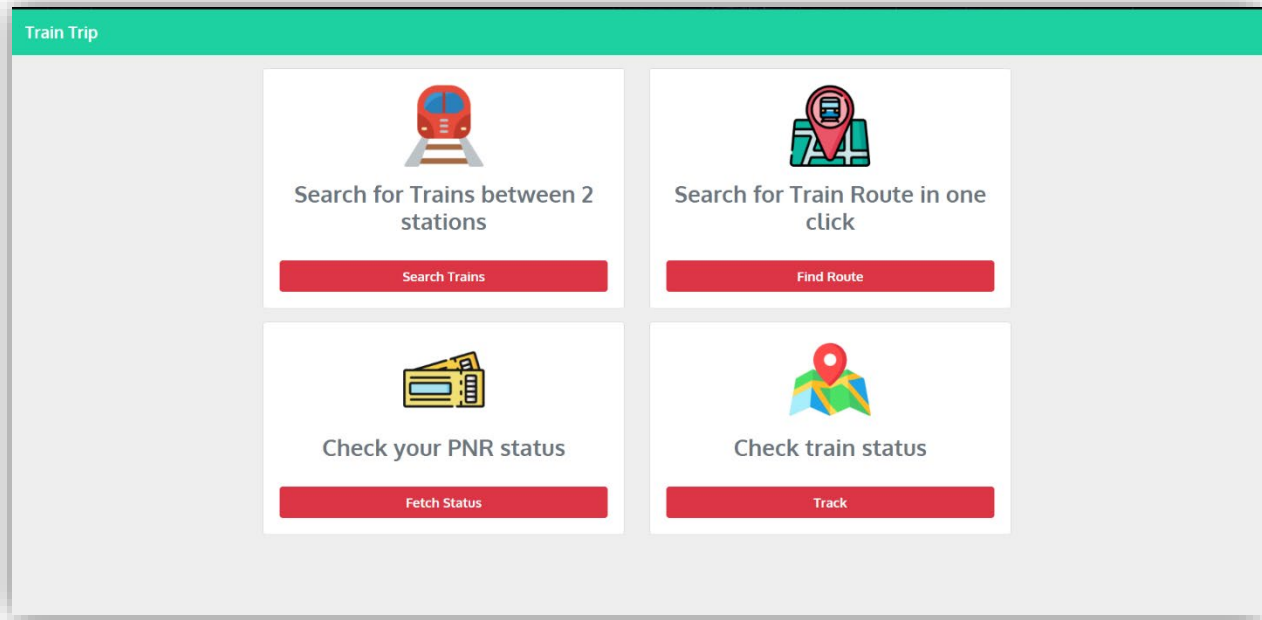 Train Trip
Search for Trains between 2
stations
Search Trains
Search for Train Route in one
click
Find Route
Check your PNR status
Fetch Status
Check train status
Track